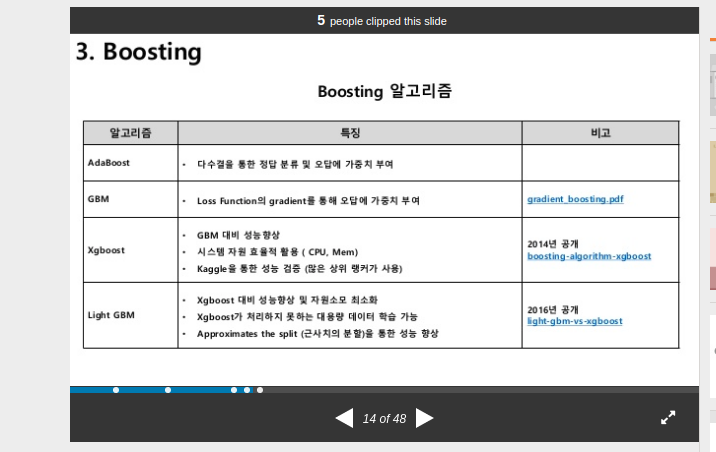 5 people clipped this slide
3. Boosting
Boosting 알고리즘
알고리즘 특징 비고
AdaBoost
• 다수결을 통한 정답 분류 및 오답에 가중치 부여
GBM
• Loss Function의 gradient를 통해 오답에 가중치 부여
gradient_boosting.pdf
Xgboost
• GBM 대비 성능향상
• 시스템 자원 효율적 활용 ( CPU, Mem)
• Kaggle을 통한 성능 검증 (많은 상위 랭커가 사용)
2014년 공개
boosting-algorithm-xgboost
Light GBM
• Xgboost 대비 성능향상 및 자원소모 최소화
• Xgboost가 처리하지 못하는 대용량 데이터 학습 가능
• Approximates the split (근사치의 분할)을 통한 성능 향상
2016년 공개
light-gbm-vs-xgboost
14 of 48